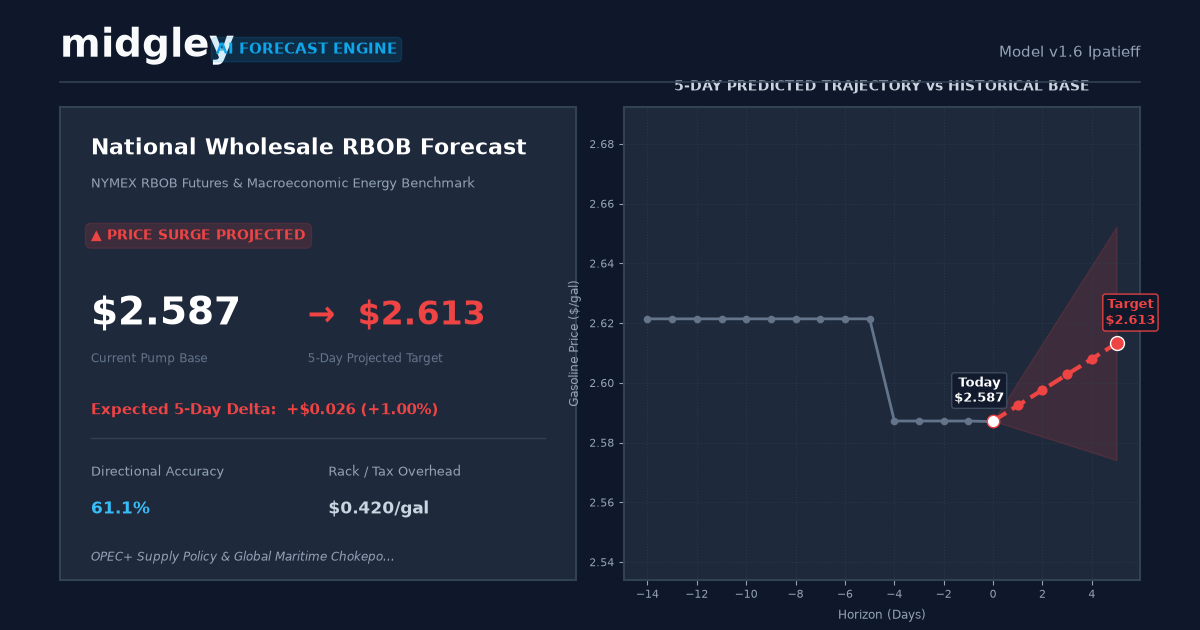 midgley
AI FORECAST ENGINE
Model v1.6 Ipatieff
National Wholesale RBOB Forecast
NYMEX RBOB Futures & Macroeconomic Energy Benchmark
▲ PRICE SURGE PROJECTED
$2.587
→ $2.613
Current Pump Base
5-Day Projected Target
Expected 5-Day Delta: +$0.026 (+1.00%)
Directional Accuracy
Rack / Tax Overhead
61.1%
$0.420/gal
OPEC+ Supply Policy & Global Maritime Chokepo...
5-DAY PREDICTED TRAJECTORY vs HISTORICAL BASE
Gasoline Price ($/gal)
2.68
2.66
2.64
2.62
2.60
2.58
2.56
2.54
Target
$2.613
Today
$2.587
−14 −12 −10 −8 −6 −4 −2 0 2 4
Horizon (Days)